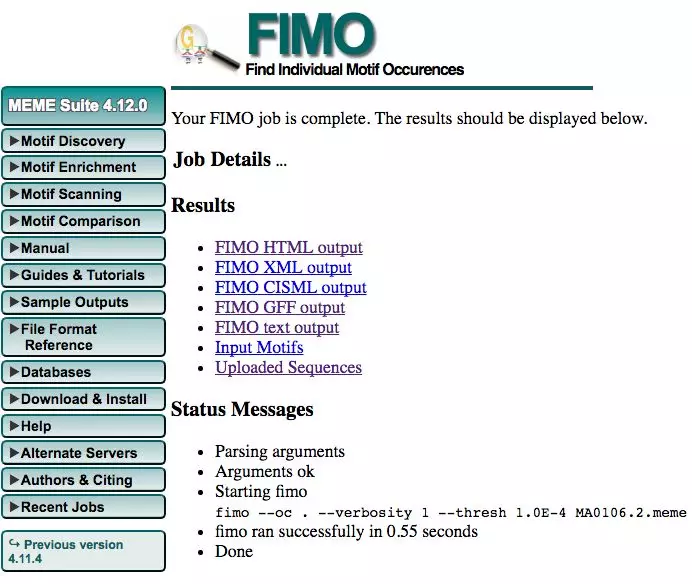 FIMO
Find Individual Motif Occurences
MEME Suite 4.12.0
▶Motif Discovery
▶Motif Enrichment
▶Motif Scanning
▶Motif Comparison
▶Manual
▶Guides & Tutorials
▶Sample Outputs
▶File Format
Reference
▶Databases
▶Download & Install
▶Help
▶Alternate Servers
▶Authors & Citing
▶Recent Jobs
↪ Previous version
4.11.4
Your FIMO job is complete. The results should be displayed below.
Job Details ...
Results
• FIMO HTML output
• FIMO XML output
• FIMO CISML output
• FIMO GFF output
• FIMO text output
• Input Motifs
• Uploaded Sequences
Status Messages
• Parsing arguments
• Arguments ok
• Starting fimo
fimo --oc . --verbosity 1 --thresh 1.0E-4 MA0106.2.meme
• fimo ran successfully in 0.55 seconds
• Done